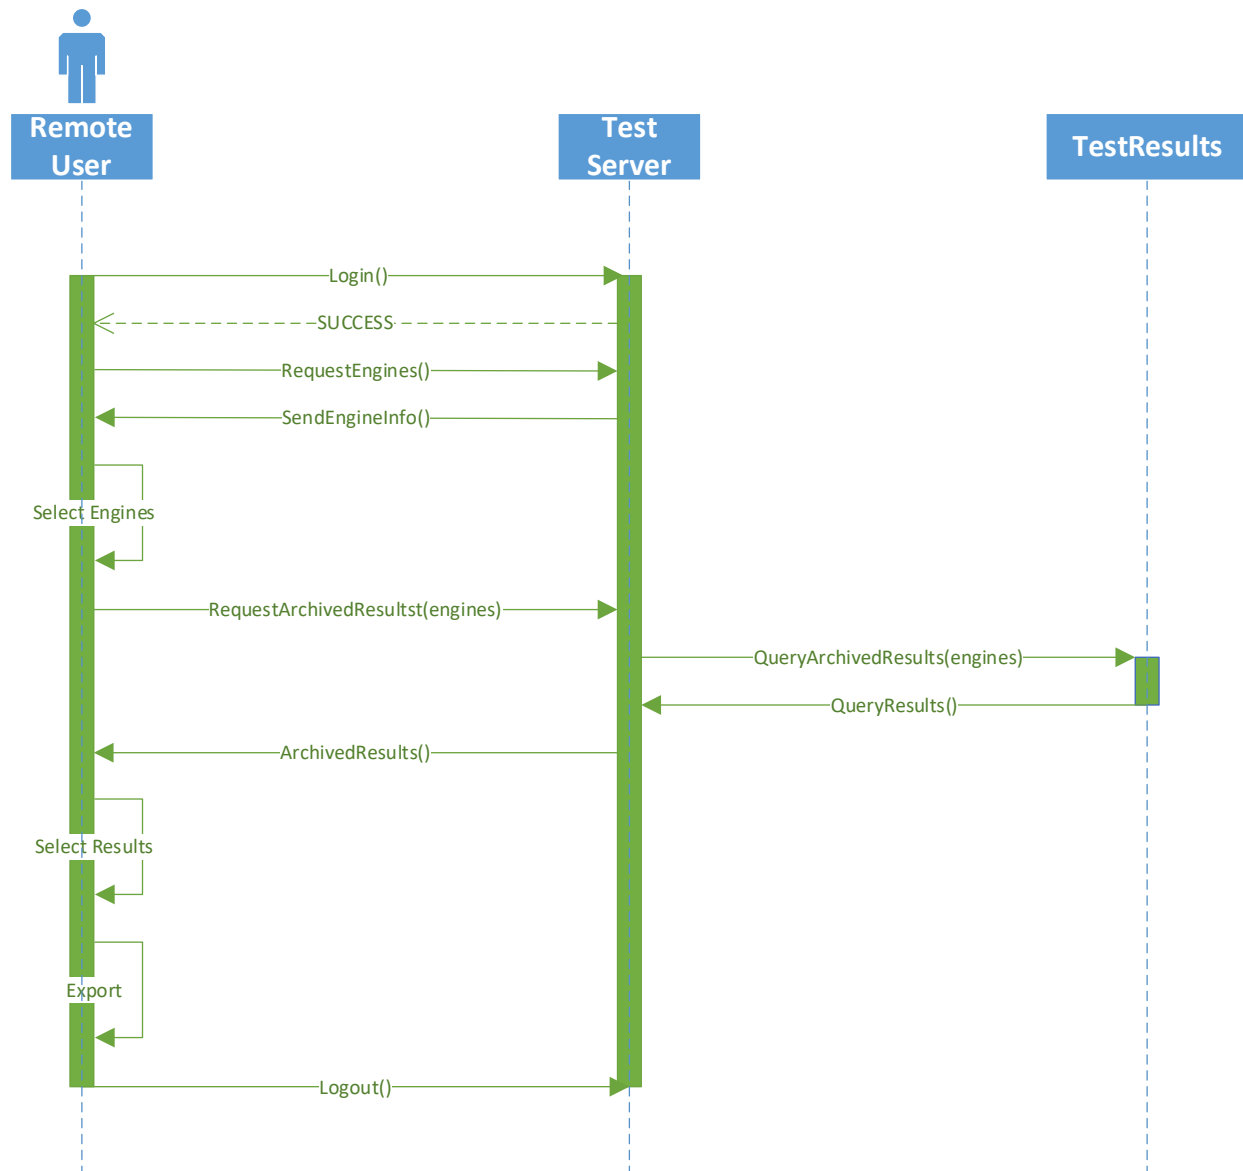 Remote
User
Test
Server
TestResults
Login()
SUCCESS
RequestEngines()
SendEngineInfo()
Select Engines
RequestArchivedResultst(engines)
QueryArchivedResults(engines)
QueryResults()
ArchivedResults()
Select Results
Export
Logout()